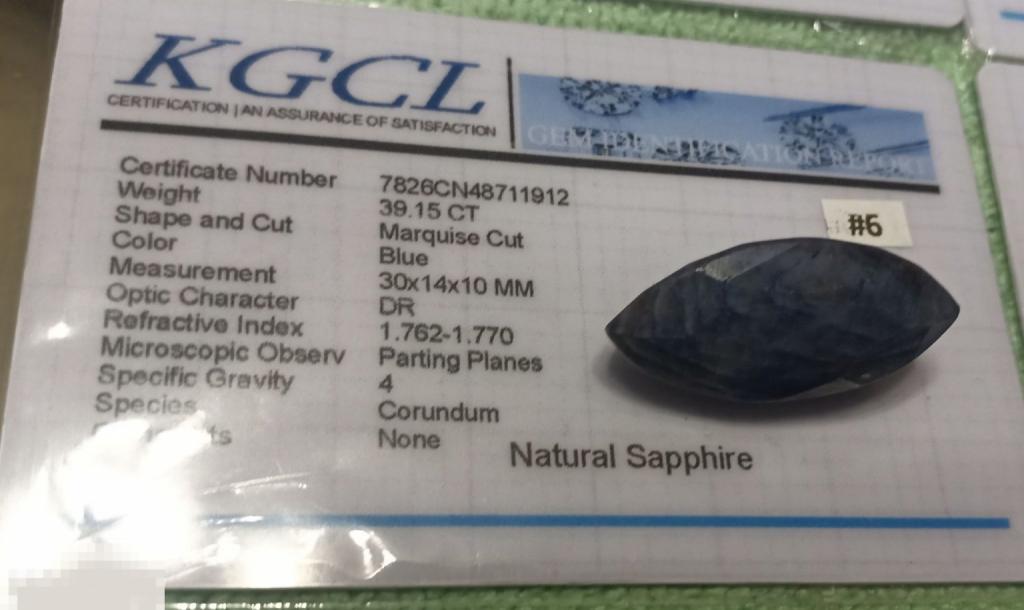 KGCL
CERTIFICATION | AN ASSURANCE OF SATISFACTION
GEM IDENTIFICATION REPORT
Certificate Number 7826CN48711912
Weight 39.15 CT
Shape and Cut Marquise Cut
Color Blue
Measurement 30x14x10 MM
Optic Character DR
Refractive Index 1.762-1.770
Microscopic Observ Parting Planes
Specific Gravity 4
Species Corundum
None
#6
Natural Sapphire